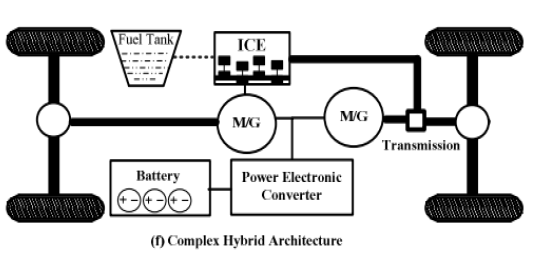 Fuel Tank
ICE
M/G
M/G
Transmission
Battery
+ − + − + −
Power Electronic
Converter
(f) Complex Hybrid Architecture